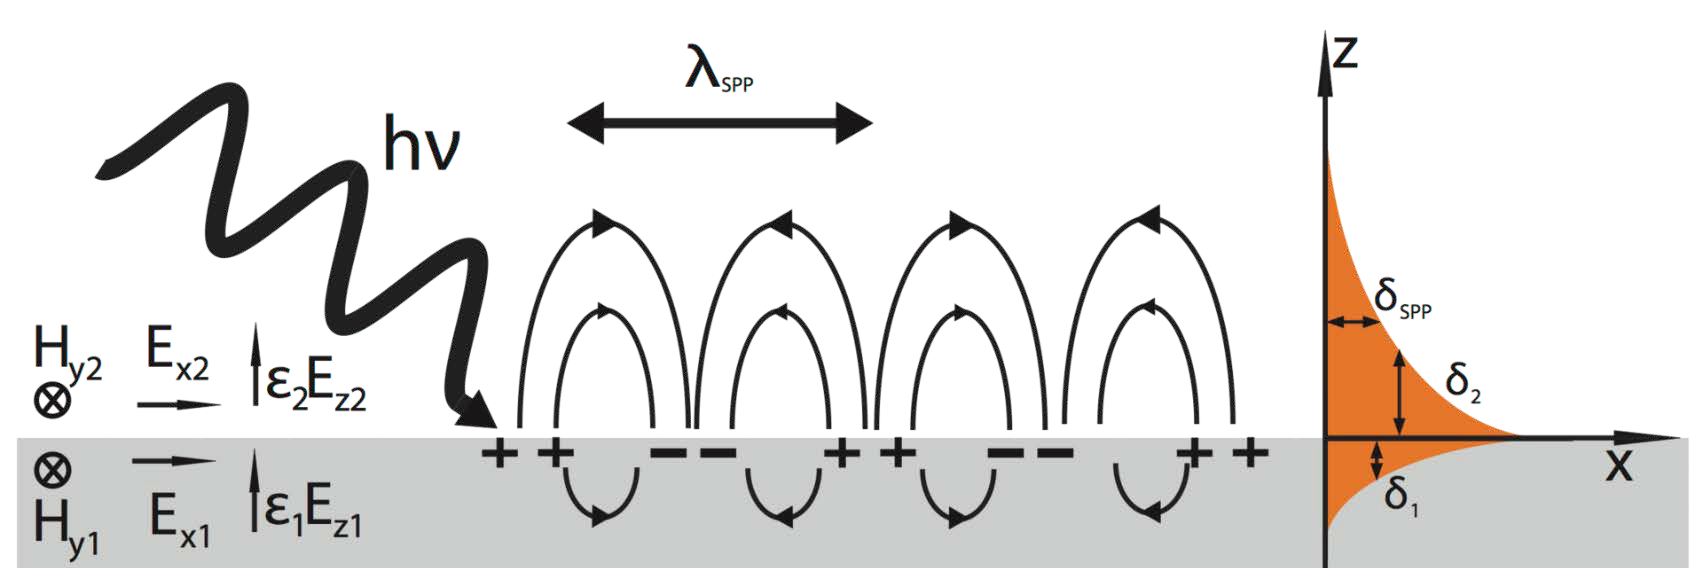 λSPP
z
hν
δSPP
Hy2 Ex2 ε2Ez2
δ2
+ + − − + + − − + +
x
Hy1 Ex1 ε1Ez1
δ1